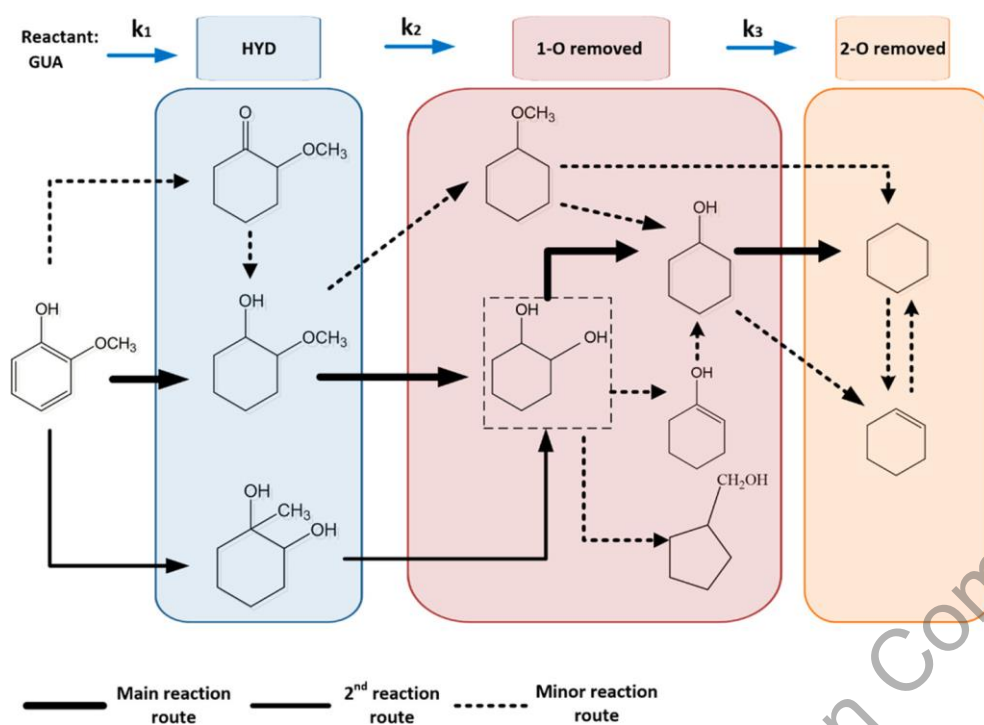 Reactant:
GUA
k1
HYD
k2
1-O removed
k3
2-O removed
O
OCH3
OH
OCH3
OH
OCH3
OH
CH3
OH
OCH3
OH
OH
OH
OH
CH2OH
Main reaction
route
2nd reaction
route
Minor reaction
route